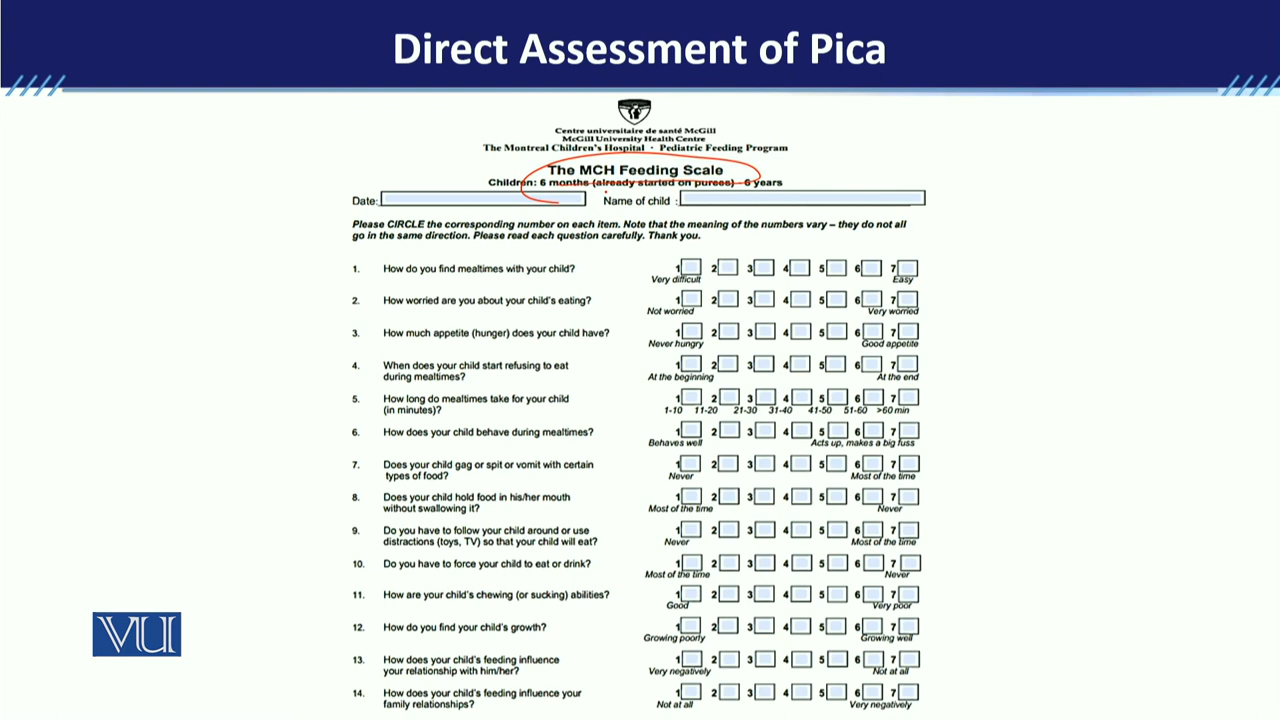 Direct Assessment of Pica
Centre universitaire de santé McGill
McGill University Health Centre
The Montreal Children's Hospital · Pediatric Feeding Program
The MCH Feeding Scale
Children: 6 months (already started on purees) - 6 years
Date: Name of child :
Please CIRCLE the corresponding number on each item. Note that the meaning of the numbers vary – they do not all
go in the same direction. Please read each question carefully. Thank you.
1. How do you find mealtimes with your child? 1 2 3 4 5 6 7
Very difficult Easy
2. How worried are you about your child's eating? 1 2 3 4 5 6 7
Not worried Very worried
3. How much appetite (hunger) does your child have? 1 2 3 4 5 6 7
Never hungry Good appetite
4. When does your child start refusing to eat 1 2 3 4 5 6 7
during mealtimes? At the beginning At the end
5. How long do mealtimes take for your child 1 2 3 4 5 6 7
(in minutes)? 1-10 11-20 21-30 31-40 41-50 51-60 >60 min
6. How does your child behave during mealtimes? 1 2 3 4 5 6 7
Behaves well Acts up, makes a big fuss
7. Does your child gag or spit or vomit with certain 1 2 3 4 5 6 7
types of food? Never Most of the time
8. Does your child hold food in his/her mouth 1 2 3 4 5 6 7
without swallowing it? Most of the time Never
9. Do you have to follow your child around or use 1 2 3 4 5 6 7
distractions (toys, TV) so that your child will eat? Never Most of the time
10. Do you have to force your child to eat or drink? 1 2 3 4 5 6 7
Most of the time Never
11. How are your child's chewing (or sucking) abilities? 1 2 3 4 5 6 7
Good Very poor
12. How do you find your child's growth? 1 2 3 4 5 6 7
Growing poorly Growing well
13. How does your child's feeding influence 1 2 3 4 5 6 7
your relationship with him/her? Very negatively Not at all
14. How does your child's feeding influence your 1 2 3 4 5 6 7
family relationships? Not at all Very negatively
VU